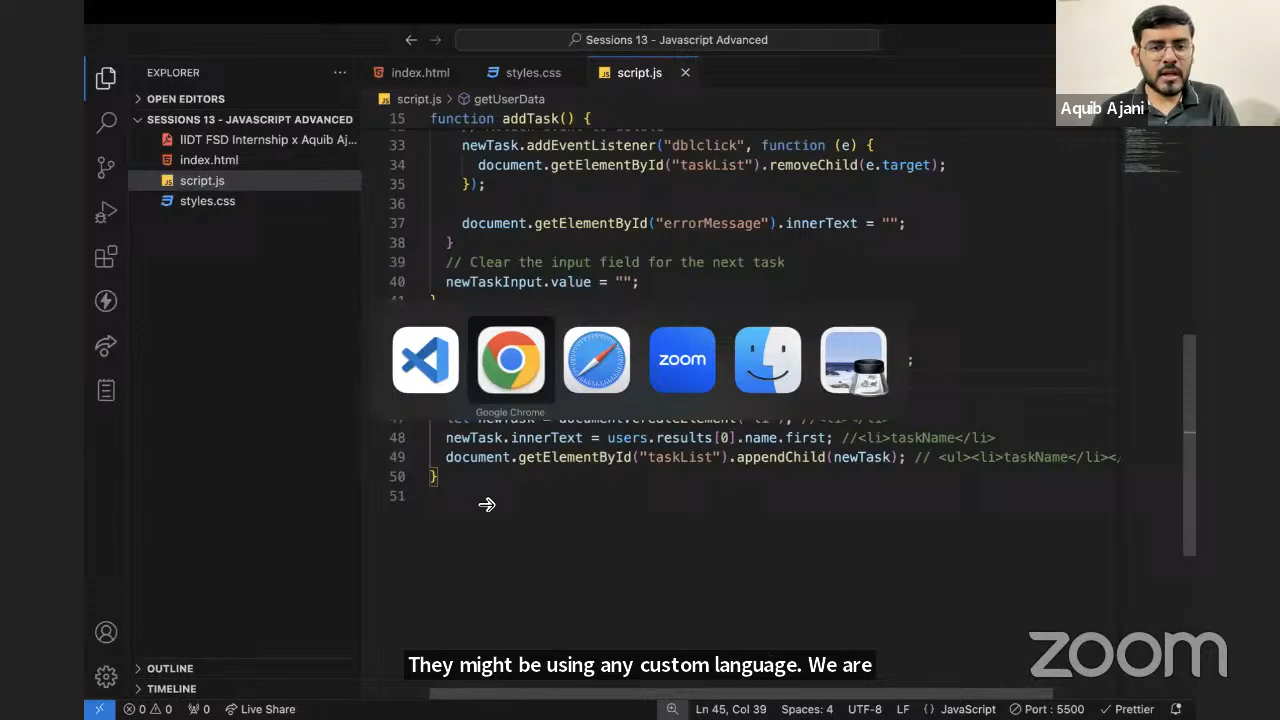 Sessions 13 - Javascript Advanced
Aquib Ajani
EXPLORER
index.html
styles.css
script.js
OPEN EDITORS
SESSIONS 13 - JAVASCRIPT ADVANCED
IIDT FSD Internship x Aquib Aj...
index.html
script.js
styles.css
script.js > getUserData
15 function addTask() {
33 newTask.addEventListener("dblclick", function (e) {
34 document.getElementById("taskList").removeChild(e.target);
35 });
36
37 document.getElementById("errorMessage").innerText = "";
38 }
39 // Clear the input field for the next task
40 newTaskInput.value = "";
;
zoom
Google Chrome
48 newTask.innerText = users.results[0].name.first; //<li>taskName</li>
49 document.getElementById("taskList").appendChild(newTask); // <ul><li>taskName</li></
50 }
51
They might be using any custom language. We are
zoom
OUTLINE
TIMELINE
0 0 0 Live Share Ln 45, Col 39 Spaces: 4 UTF-8 LF {} JavaScript Port : 5500 Prettier